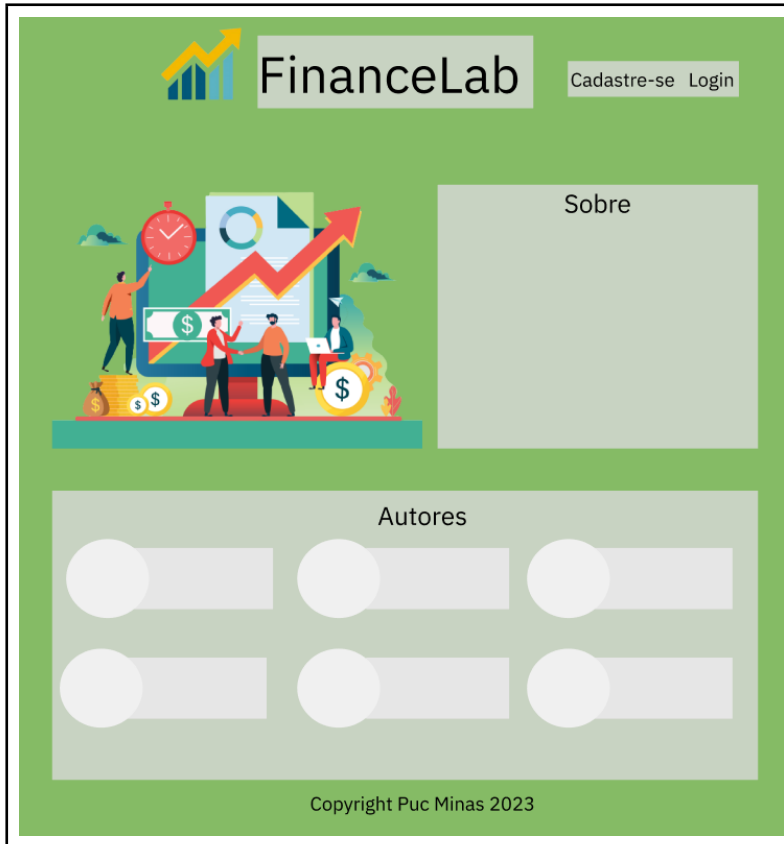 FinanceLab
Cadastre-se Login
Sobre
$
$
$
$
$
Autores
Copyright Puc Minas 2023